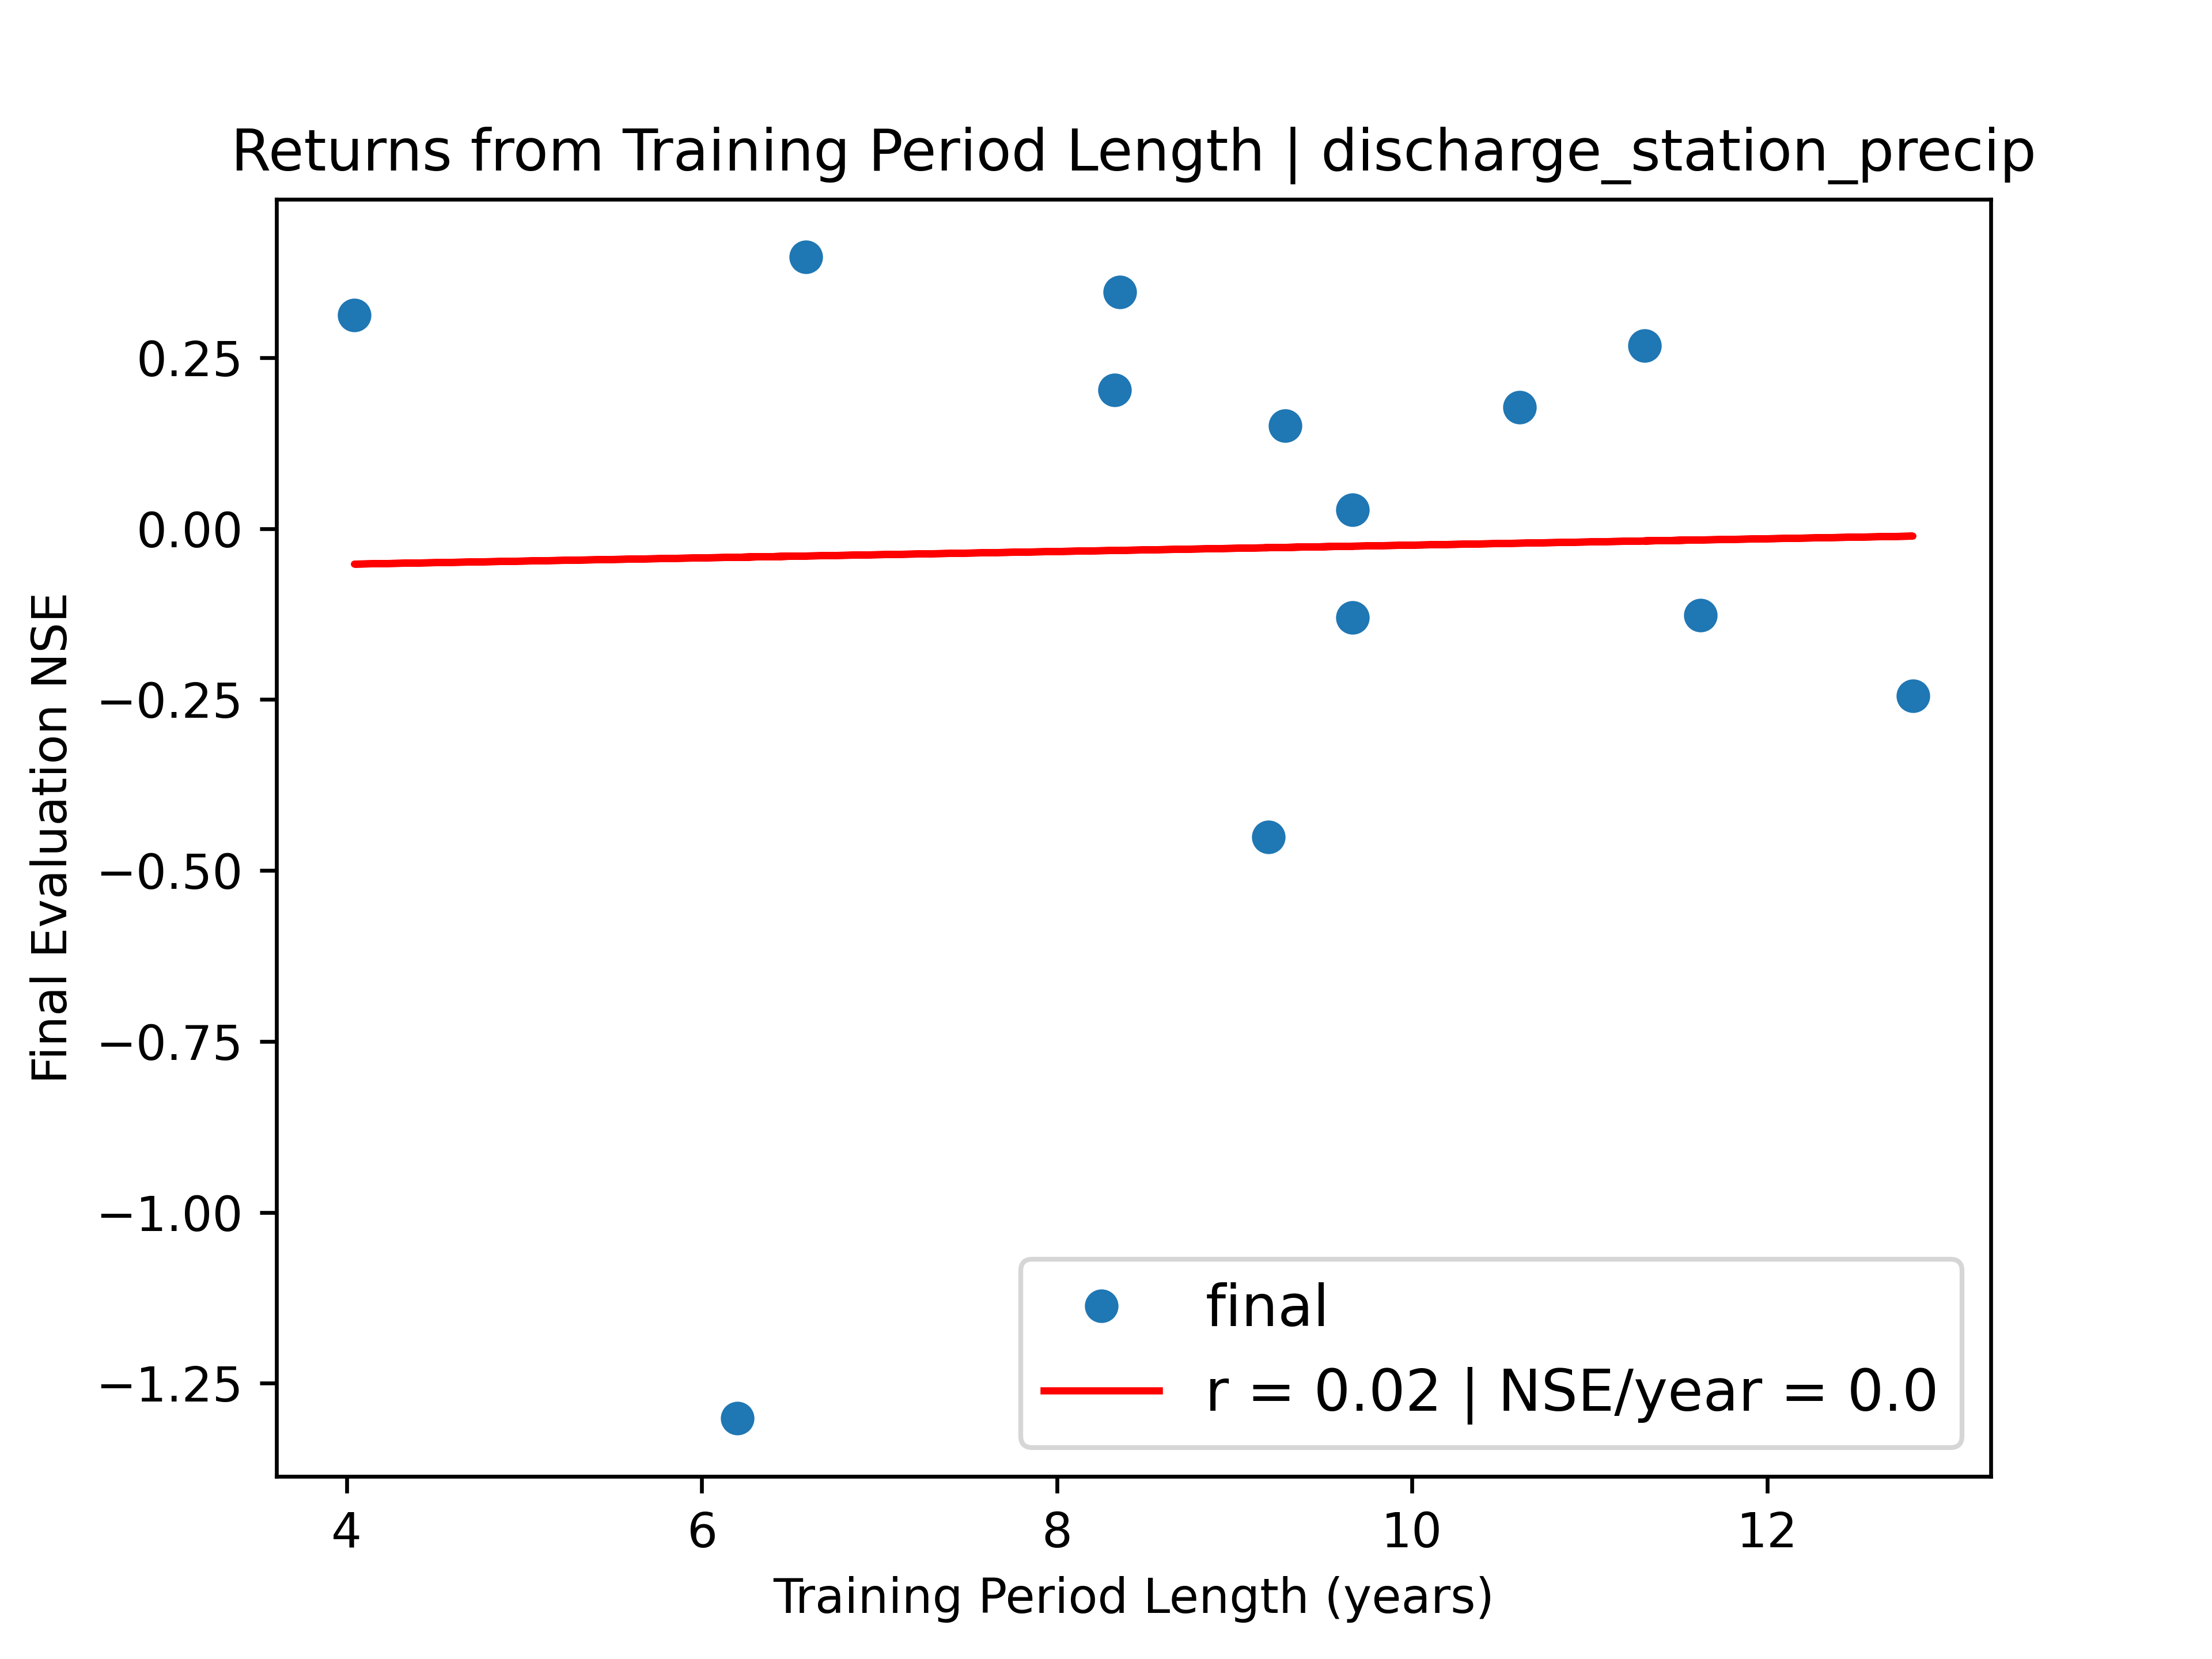 Returns from Training Period Length | discharge_station_precip
Final Evaluation NSE
0.25
0.00
−0.25
−0.50
−0.75
−1.00
−1.25
final
r = 0.02 | NSE/year = 0.0
4 6 8 10 12
Training Period Length (years)